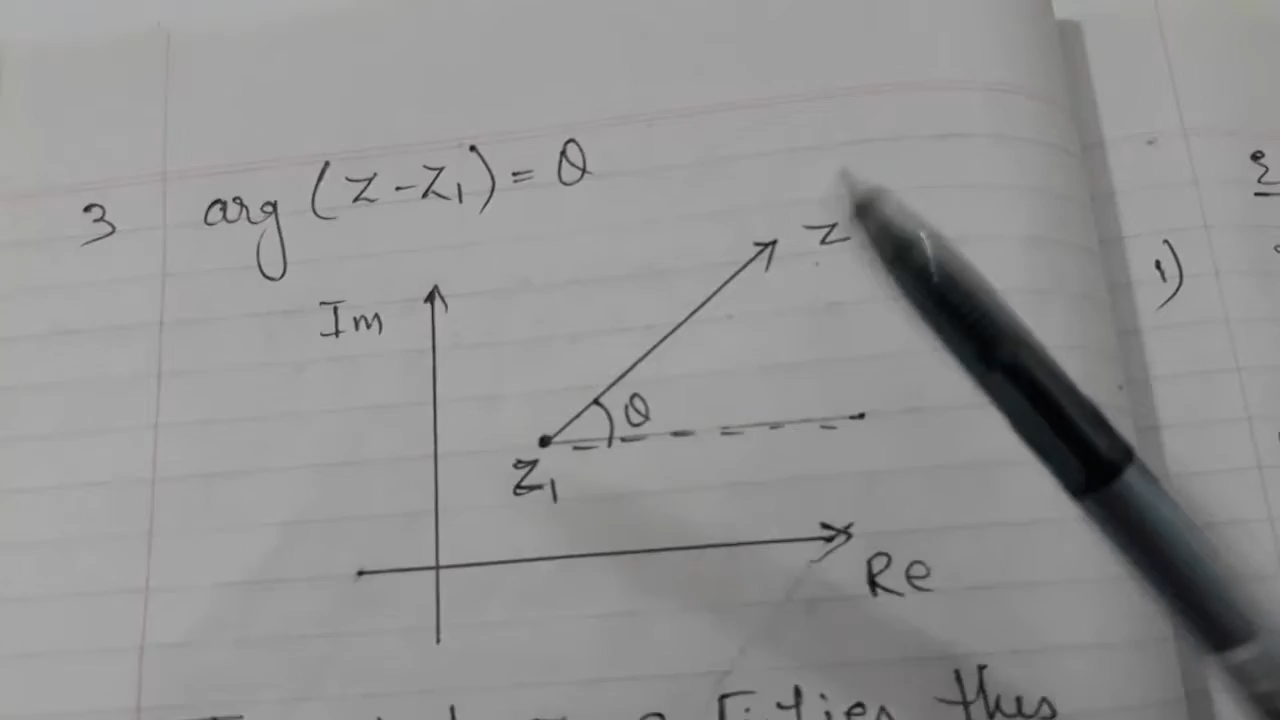 3 arg (z-z₁) = θ
z
Im
θ
z₁
Re
this
1)